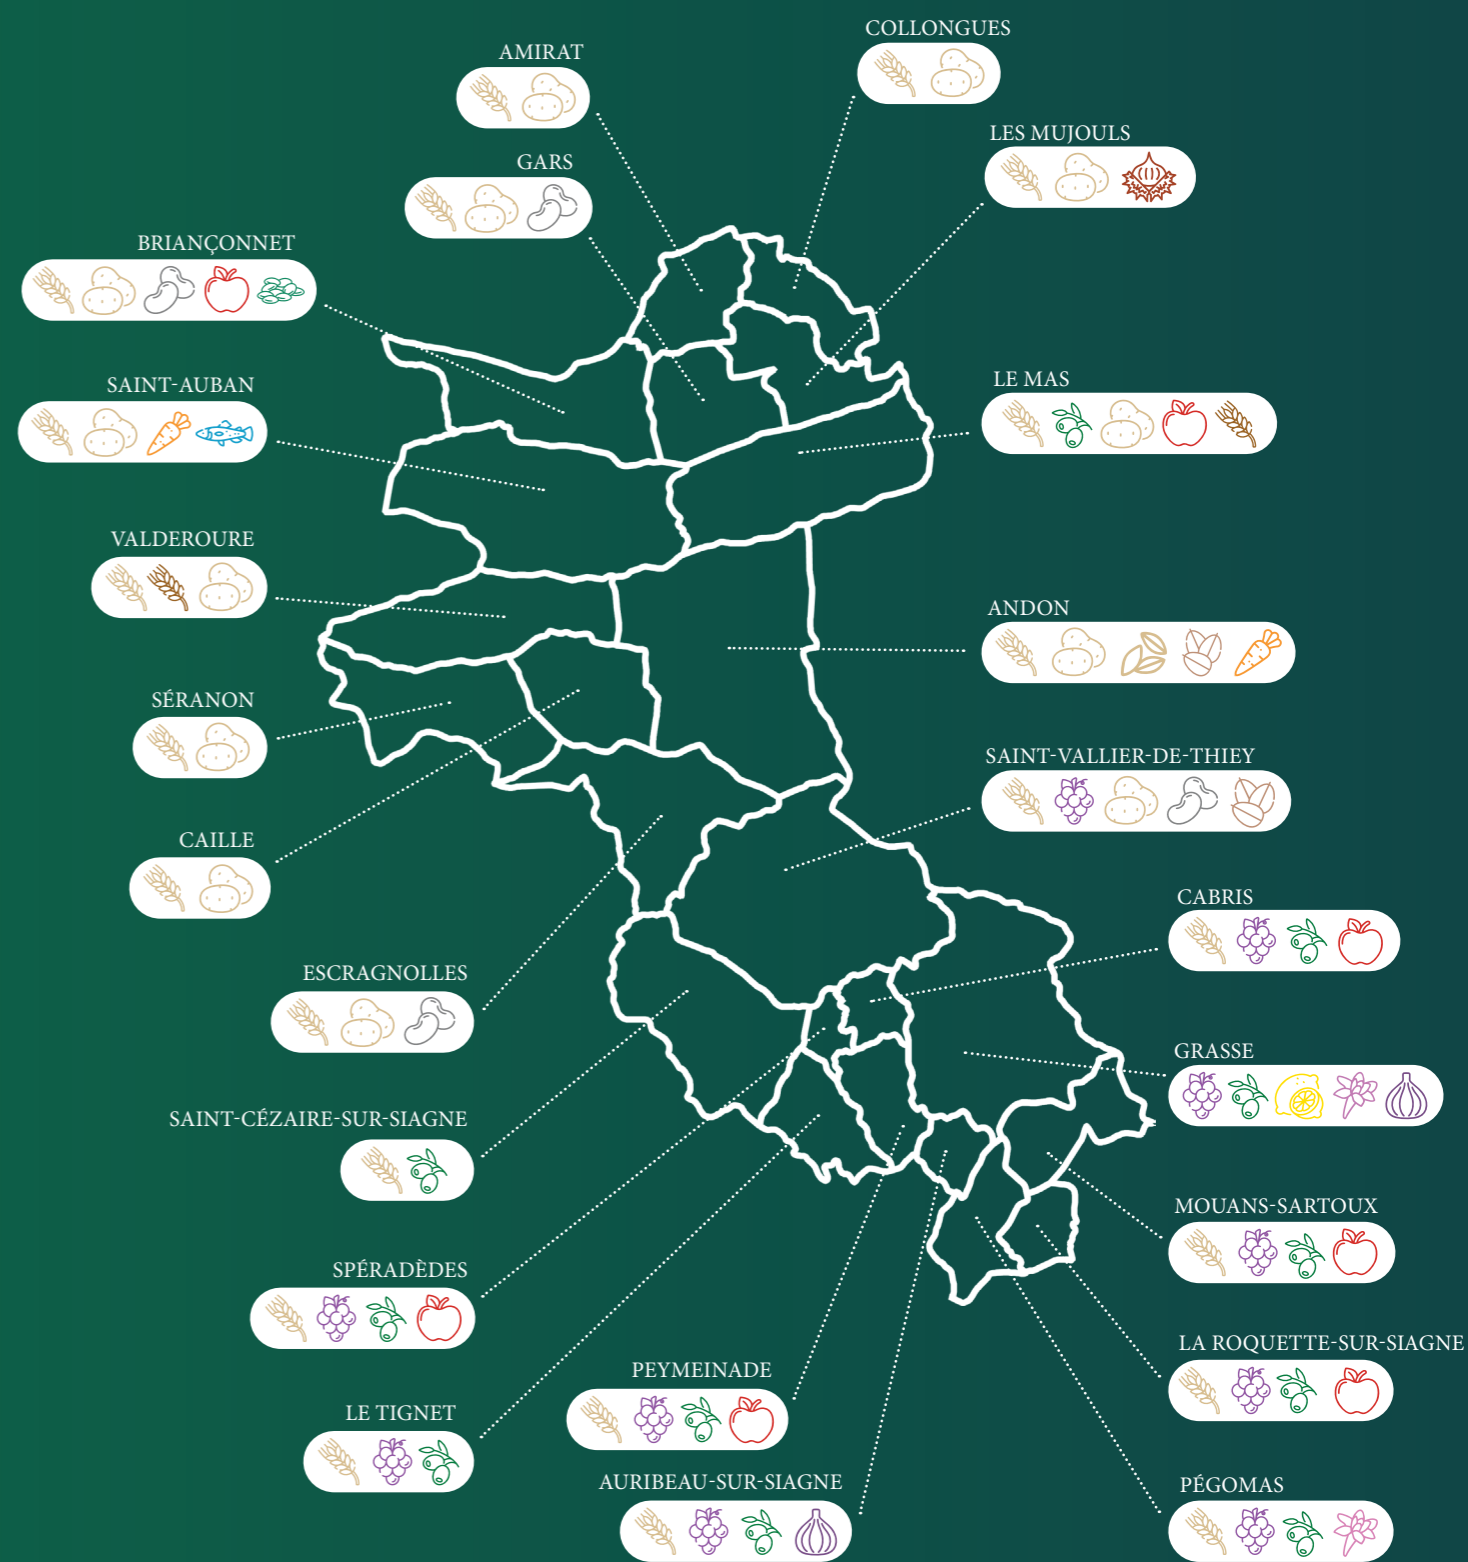 COLLONGUES
AMIRAT
LES MUJOULS
GARS
BRIANÇONNET
LE MAS
SAINT-AUBAN
VALDEROURE
ANDON
SÉRANON
SAINT-VALLIER-DE-THIEY
CAILLE
CABRIS
ESCRAGNOLLES
GRASSE
SAINT-CÉZAIRE-SUR-SIAGNE
MOUANS-SARTOUX
SPÉRADÈDES
LA ROQUETTE-SUR-SIAGNE
PEYMEINADE
LE TIGNET
AURIBEAU-SUR-SIAGNE
PÉGOMAS